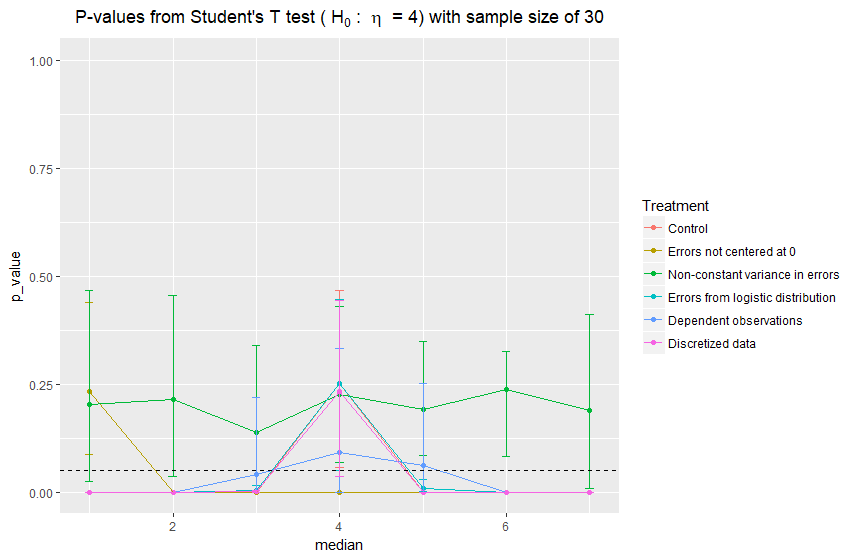 P-values from Student's T test ( H₀ : η = 4) with sample size of 30
1.00
0.75
0.50
0.25
0.00
p_value
2
4
6
median
Treatment
Control
Errors not centered at 0
Non-constant variance in errors
Errors from logistic distribution
Dependent observations
Discretized data